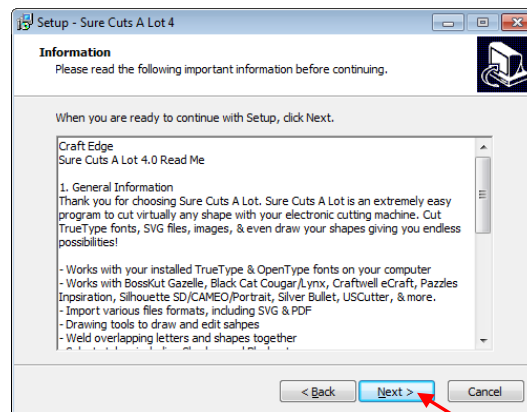 Setup - Sure Cuts A Lot 4
Information
Please read the following important information before continuing.
When you are ready to continue with Setup, click Next.
Craft Edge
Sure Cuts A Lot 4.0 Read Me
1. General Information
Thank you for choosing Sure Cuts A Lot. Sure Cuts A Lot is an extremely easy
program to cut virtually any shape with your electronic cutting machine. Cut
TrueType fonts, SVG files, images, & even draw your shapes giving you endless
possibilities!
- Works with your installed TrueType & OpenType fonts on your computer
- Works with BossKut Gazelle, Black Cat Cougar/Lynx, Craftwell eCraft, Pazzles
Inpsiration, Silhouette SD/CAMEO/Portrait, Silver Bullet, USCutter, & more.
- Import various files formats, including SVG & PDF
- Drawing tools to draw and edit sahpes
- Weld overlapping letters and shapes together
< Back
Next >
Cancel